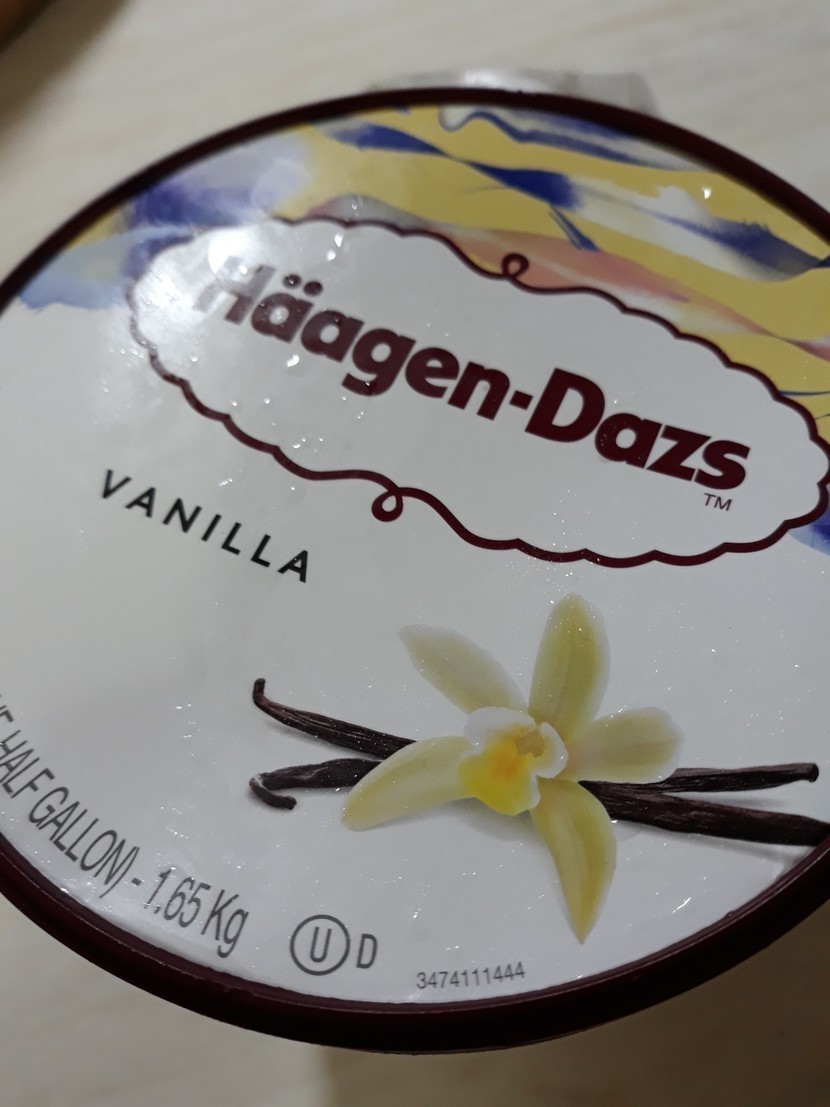 Häagen-Dazs
TM
VANILLA
HALF GALLON) - 1.65 Kg
U D
3474111444